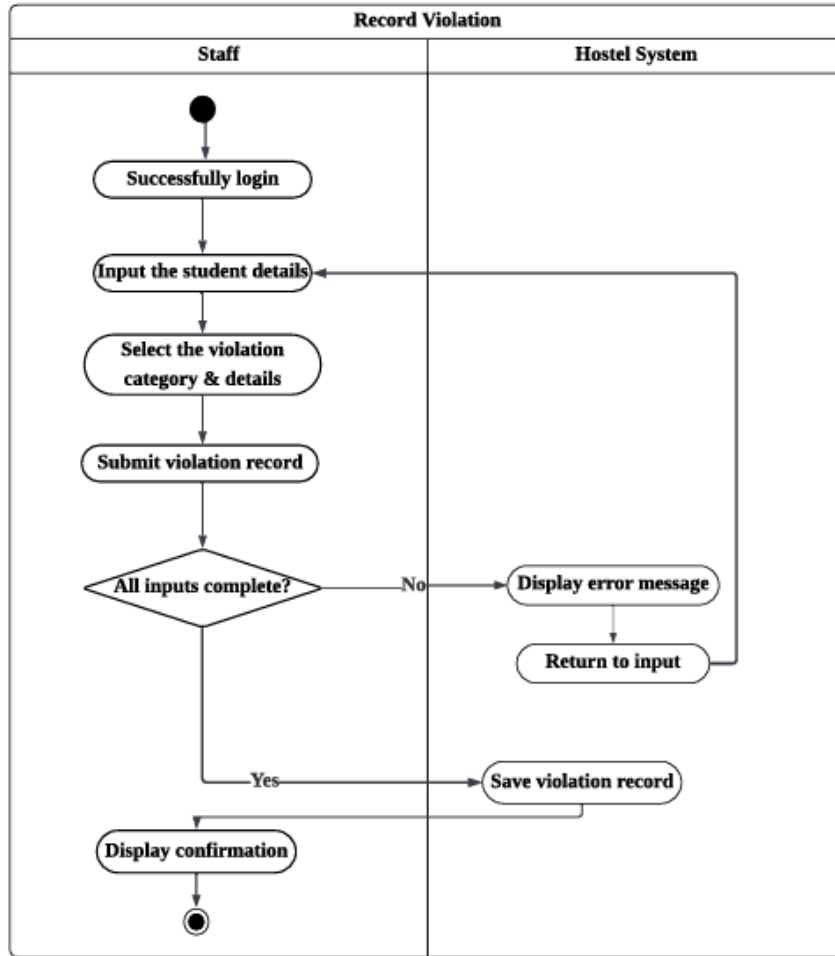 Record Violation
Staff
Hostel System
Successfully login
Input the student details
Select the violation
category & details
Submit violation record
All inputs complete?
No
Display error message
Return to input
Yes
Save violation record
Display confirmation